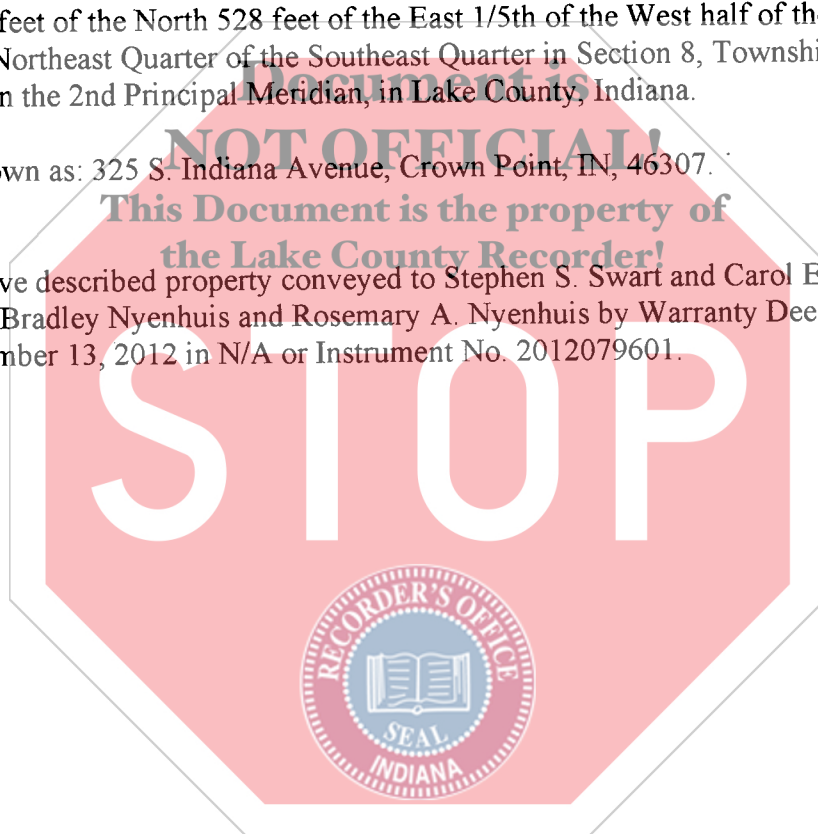 feet of the North 528 feet of the East 1/5th of the West half of th
Northeast Quarter of the Southeast Quarter in Section 8, Townshi
n the 2nd Principal Meridian, in Lake County, Indiana.
Document is
NOT OFFICIAL!
wn as: 325 S. Indiana Avenue, Crown Point, IN, 46307.
This Document is the property of
the Lake County Recorder!
ve described property conveyed to Stephen S. Swart and Carol E
Bradley Nyenhuis and Rosemary A. Nyenhuis by Warranty Dee
mber 13, 2012 in N/A or Instrument No. 2012079601.
STOP
RECORDER'S OFFICE
SEAL
INDIANA